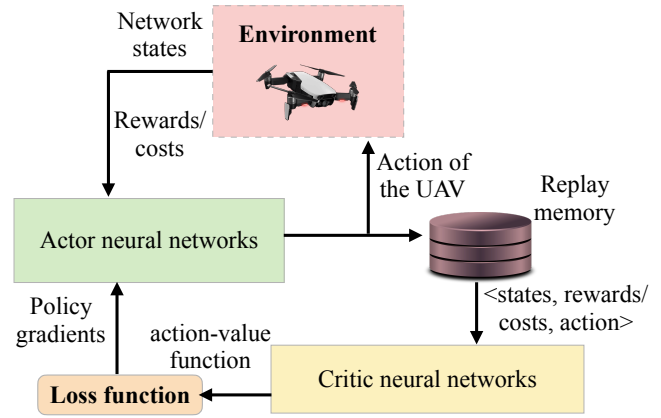 Network
states
Environment
Rewards/
costs
Action of
the UAV
Replay
memory
Actor neural networks
Policy
gradients
<states, rewards/
costs, action>
action-value
function
Loss function
Critic neural networks